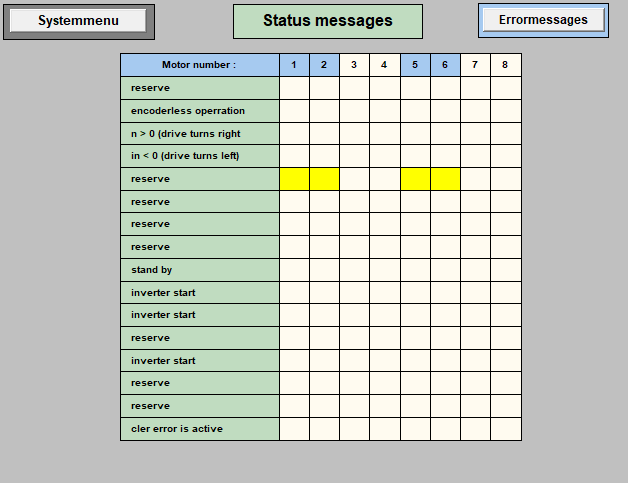 Systemmenu
Status messages
Errormessages
Motor number : 1 2 3 4 5 6 7 8
reserve
encoderless operration
n > 0 (drive turns right
in < 0 (drive turns left)
reserve
reserve
reserve
reserve
stand by
inverter start
inverter start
reserve
inverter start
reserve
reserve
cler error is active